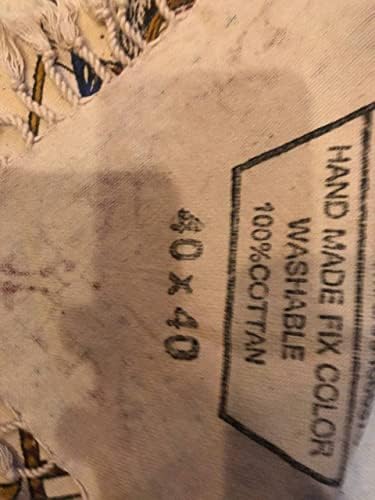 HAND MADE FIX COLOR
WASHABLE
100%COTTAN
40 x 40